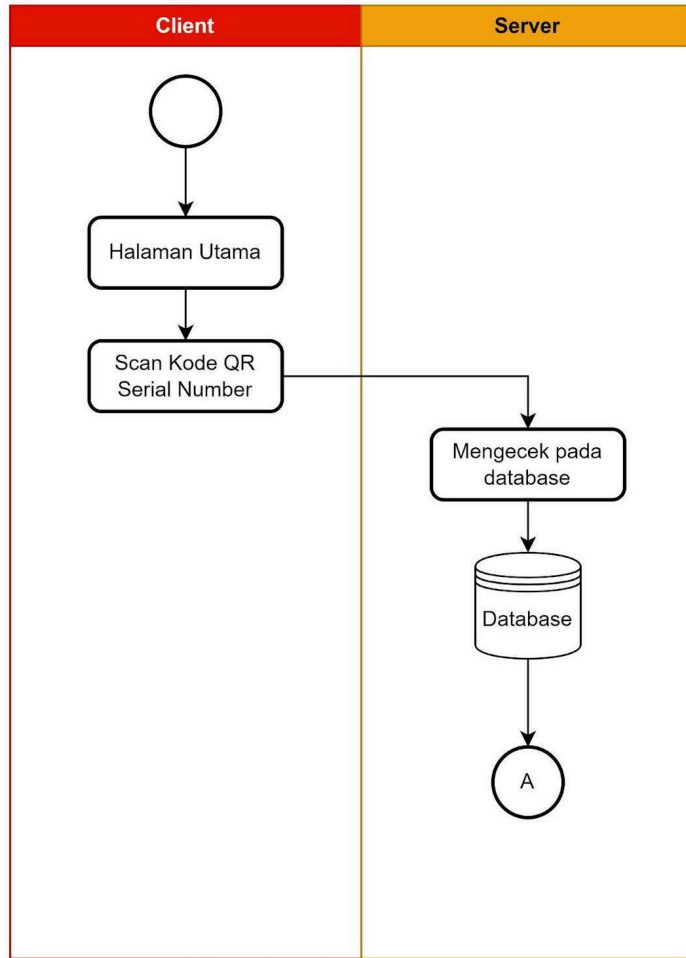 Client
Server
Halaman Utama
Scan Kode QR
Serial Number
Mengecek pada
database
Database
A